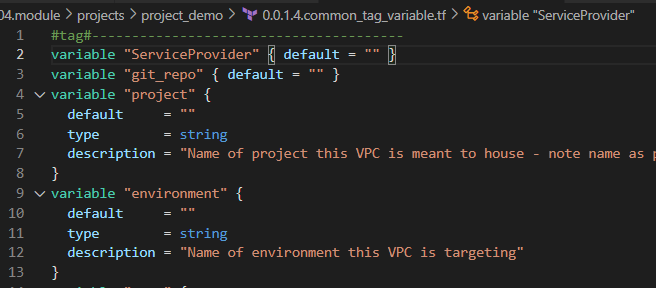 04.module > projects > project_demo > 0.0.1.4.common_tag_variable.tf > variable "ServiceProvider"
1 #tag#---------------------------------------
2 variable "ServiceProvider" { default = "" }
3 variable "git_repo" { default = "" }
4 variable "project" {
5 default = ""
6 type = string
7 description = "Name of project this VPC is meant to house - note name as
8 }
9 variable "environment" {
10 default = ""
11 type = string
12 description = "Name of environment this VPC is targeting"
13 }